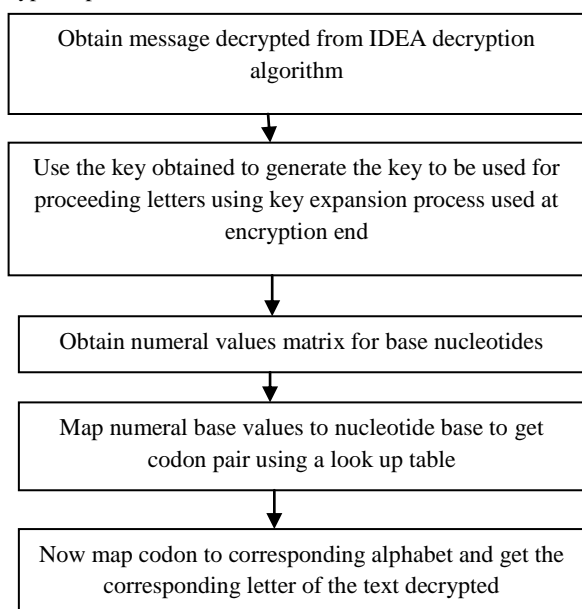 Obtain message decrypted from IDEA decryption
algorithm
Use the key obtained to generate the key to be used for
proceeding letters using key expansion process used at
encryption end
Obtain numeral values matrix for base nucleotides
Map numeral base values to nucleotide base to get
codon pair using a look up table
Now map codon to corresponding alphabet and get the
corresponding letter of the text decrypted